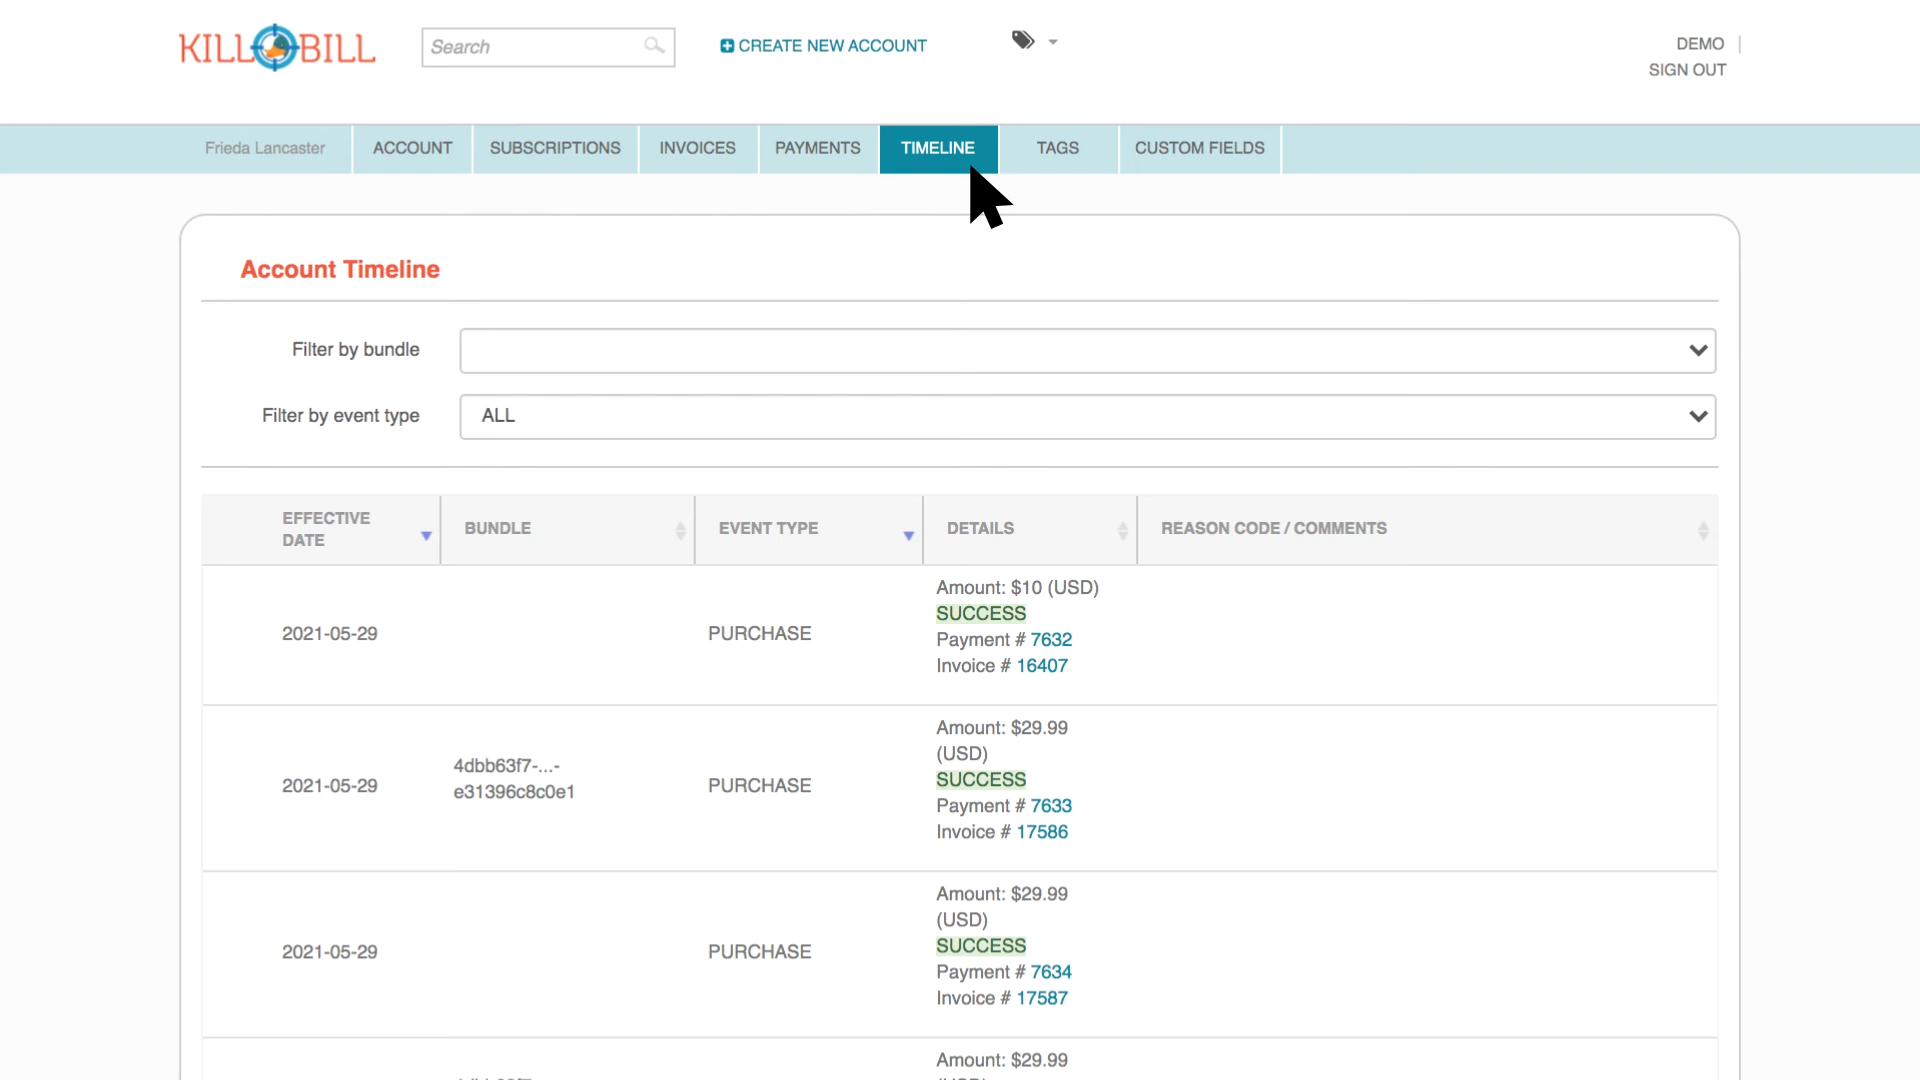 KILL BILL
Search
CREATE NEW ACCOUNT
DEMO
SIGN OUT
Frieda Lancaster
ACCOUNT
SUBSCRIPTIONS
INVOICES
PAYMENTS
TIMELINE
TAGS
CUSTOM FIELDS
Account Timeline
Filter by bundle
Filter by event type
ALL
EFFECTIVE
DATE
BUNDLE
EVENT TYPE
DETAILS
REASON CODE / COMMENTS
2021-05-29
PURCHASE
Amount: $10 (USD)
SUCCESS
Payment # 7632
Invoice # 16407
2021-05-29
4dbb63f7-...-
e31396c8c0e1
PURCHASE
Amount: $29.99
(USD)
SUCCESS
Payment # 7633
Invoice # 17586
2021-05-29
PURCHASE
Amount: $29.99
(USD)
SUCCESS
Payment # 7634
Invoice # 17587
Amount: $29.99